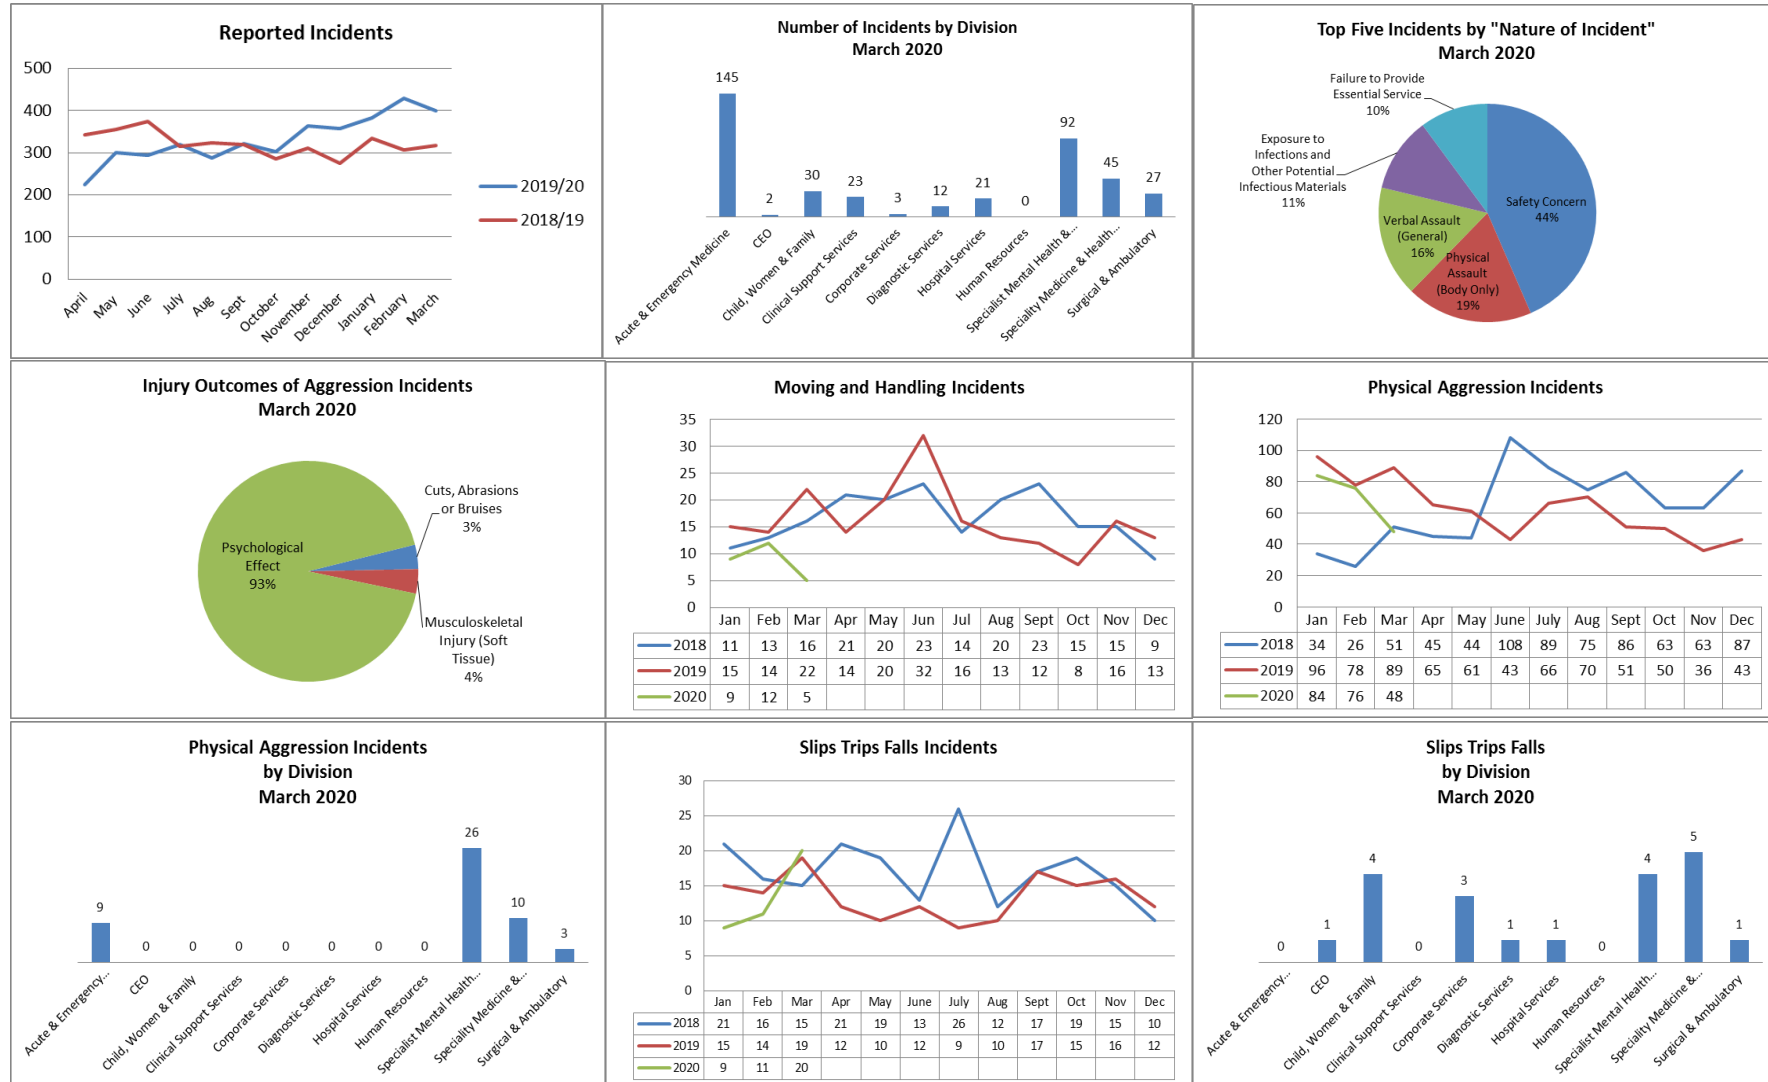 Reported Incidents
500
400
300
200
100
0
April
May
June
July
Aug
Sept
October
November
December
January
February
March
2019/20
2018/19
Number of Incidents by Division
March 2020
145
2
30
23
3
12
21
0
92
45
27
Acute & Emergency Medicine
CEO
Child, Women & Family
Clinical Support Services
Corporate Services
Diagnostic Services
Hospital Services
Human Resources
Specialist Mental Health &...
Speciality Medicine & Health...
Surgical & Ambulatory
Top Five Incidents by "Nature of Incident"
March 2020
Failure to Provide
Essential Service
10%
Exposure to
Infections and
Other Potential
Infectious Materials
11%
Verbal Assault
(General)
16%
Physical
Assault
(Body Only)
19%
Safety Concern
44%
Injury Outcomes of Aggression Incidents
March 2020
Psychological
Effect
93%
Cuts, Abrasions
or Bruises
3%
Musculoskeletal
Injury (Soft
Tissue)
4%
Moving and Handling Incidents
35
30
25
20
15
10
5
0
Jan Feb Mar Apr May Jun Jul Aug Sept Oct Nov Dec
2018 11 13 16 21 20 23 14 20 23 15 15 9
2019 15 14 22 14 20 32 16 13 12 8 16 13
2020 9 12 5
Physical Aggression Incidents
120
100
80
60
40
20
0
Jan Feb Mar Apr May June July Aug Sept Oct Nov Dec
2018 34 26 51 45 44 108 89 75 86 63 63 87
2019 96 78 89 65 61 43 66 70 51 50 36 43
2020 84 76 48
Physical Aggression Incidents
by Division
March 2020
9
0
0
0
0
0
0
0
26
10
3
Acute & Emergency...
CEO
Child, Women & Family
Clinical Support Services
Corporate Services
Diagnostic Services
Hospital Services
Human Resources
Specialist Mental Health...
Speciality Medicine &...
Surgical & Ambulatory
Slips Trips Falls Incidents
30
25
20
15
10
5
0
Jan Feb Mar Apr May June July Aug Sept Oct Nov Dec
2018 21 16 15 21 19 13 26 12 17 19 15 10
2019 15 14 19 12 10 12 9 10 17 15 16 12
2020 9 11 20
Slips Trips Falls
by Division
March 2020
0
1
4
0
3
1
1
0
4
5
1
Acute & Emergency...
CEO
Child, Women & Family
Clinical Support Services
Corporate Services
Diagnostic Services
Hospital Services
Human Resources
Specialist Mental Health...
Speciality Medicine &...
Surgical & Ambulatory